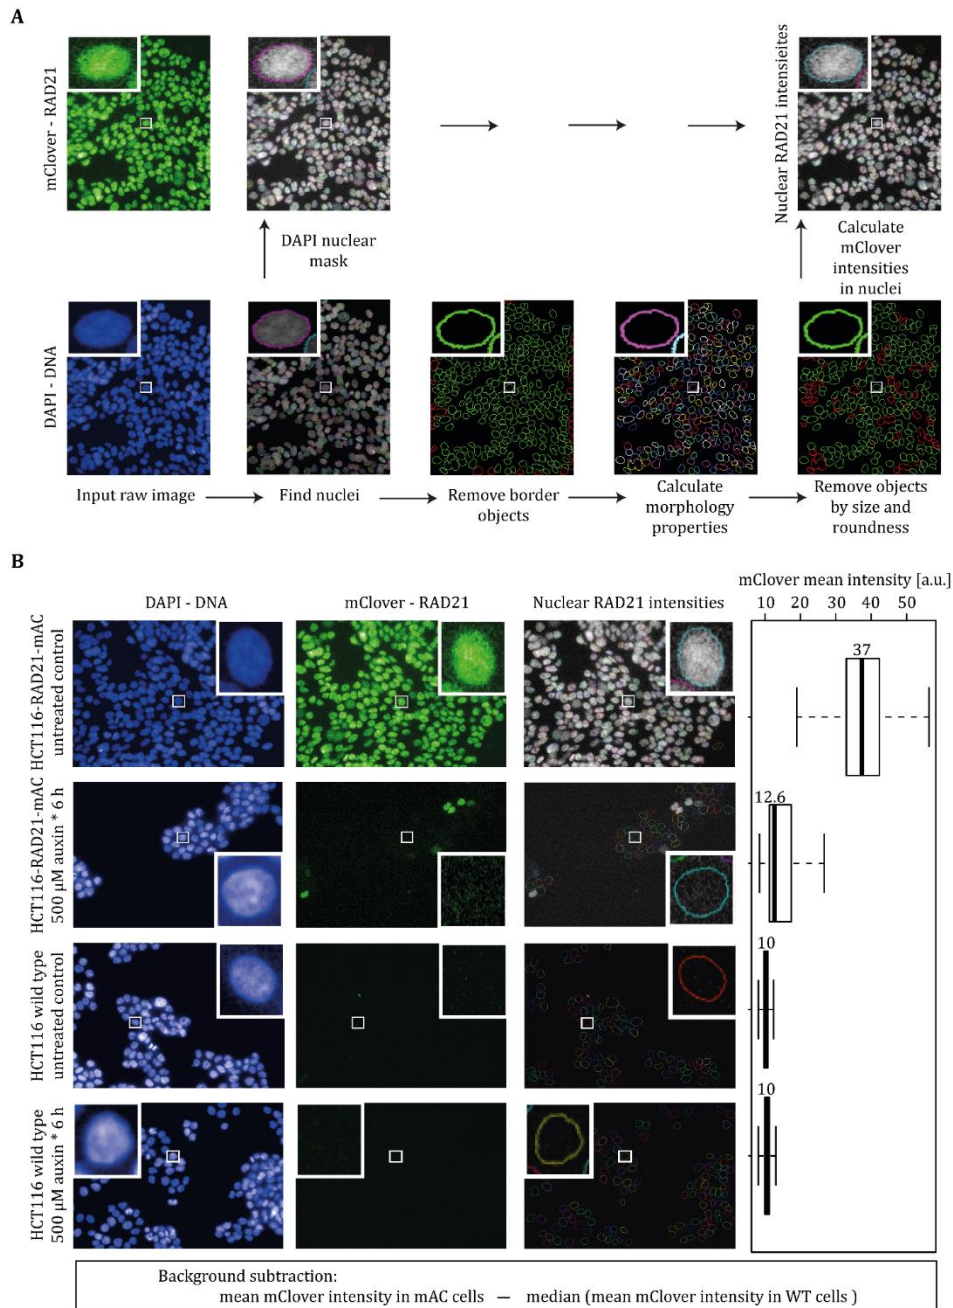 A
mClover - RAD21
Nuclear RAD21 intensieites
DAPI nuclear
mask
Calculate
mClover
intensities
in nuclei
DAPI - DNA
Input raw image
Find nuclei
Remove border
objects
Calculate
morphology
properties
Remove objects
by size and
roundness
B
mClover mean intensity [a.u.]
DAPI - DNA
mClover - RAD21
Nuclear RAD21 intensities
10 20 30 40 50
HCT116-RAD21-mAC
untreated control
37
HCT116-RAD21-mAC
500 µM auxin * 6 h
12.6
HCT116 wild type
untreated control
10
HCT116 wild type
500 µM auxin * 6 h
10
Background subtraction:
mean mClover intensity in mAC cells — median (mean mClover intensity in WT cells )